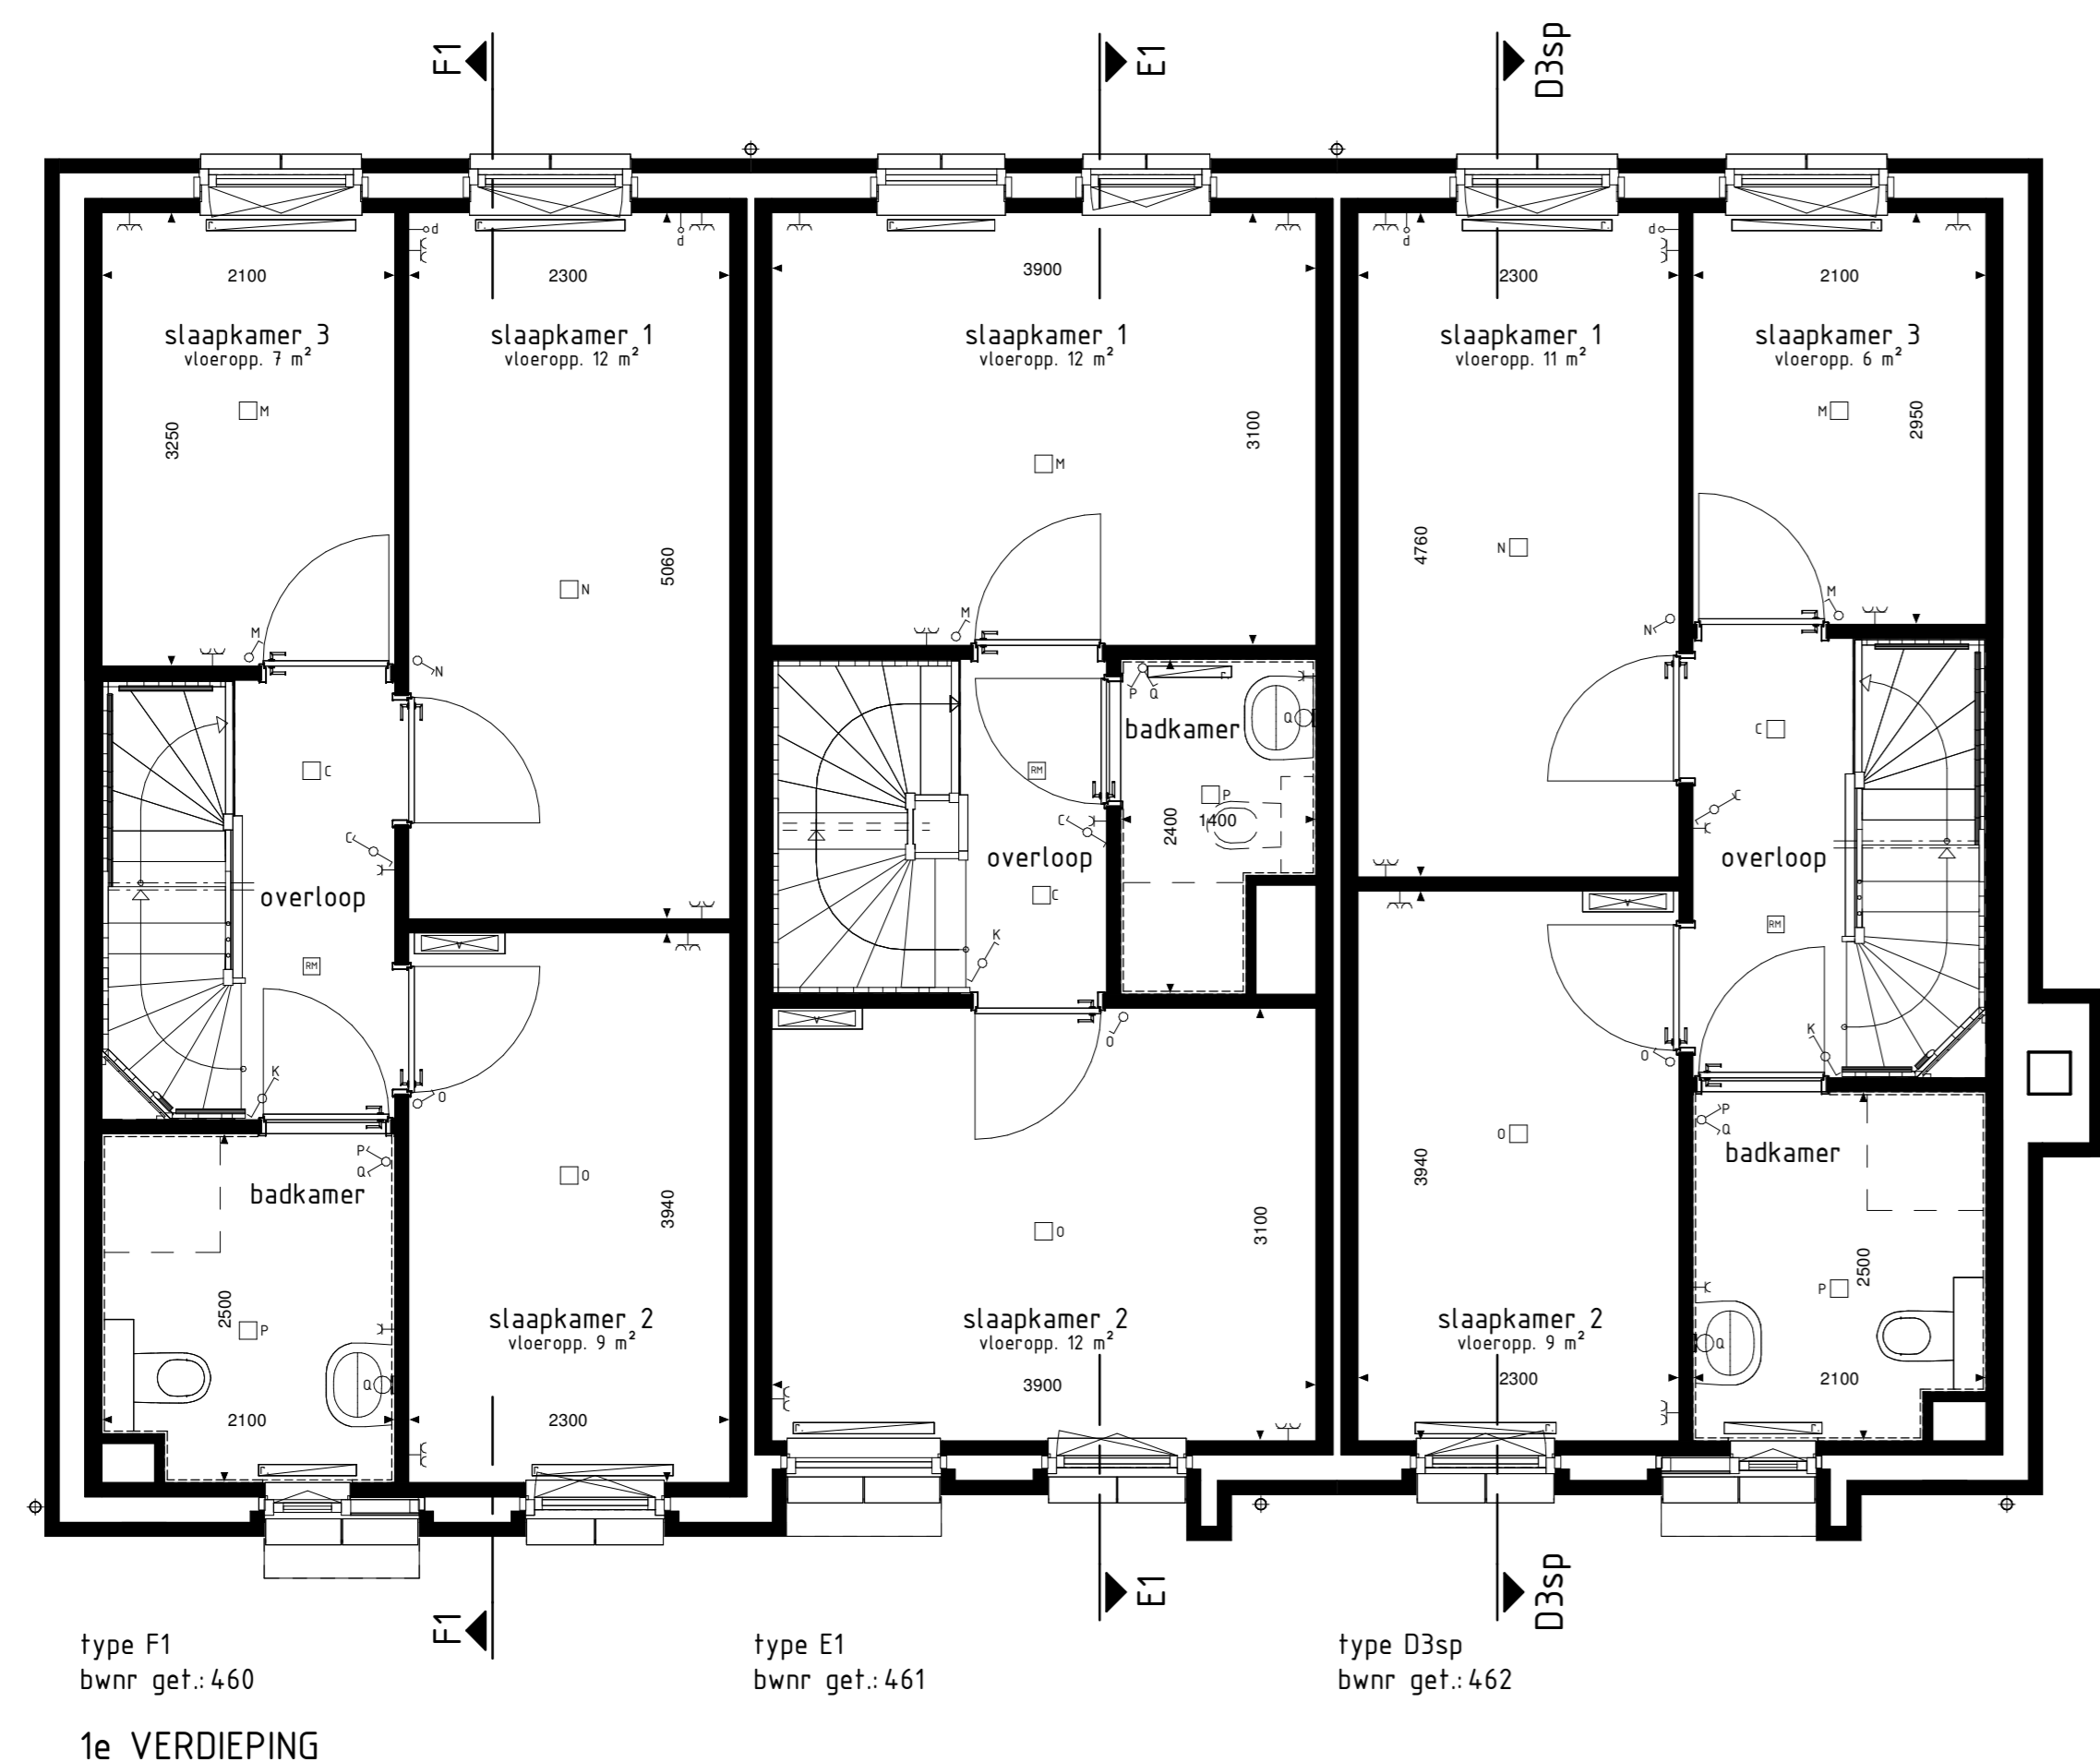 F1
E1
D3sp
d
d
d
d
2100
2300
3900
2300
2100
slaapkamer 3
vloeropp. 7 m²
slaapkamer 1
vloeropp. 12 m²
slaapkamer 1
vloeropp. 12 m²
slaapkamer 1
vloeropp. 11 m²
slaapkamer 3
vloeropp. 6 m²
M
M
M
3250
3100
2950
N
5060
N
4760
M
N
M
N
M
P Q
badkamer
Q
P
1400
2400
C
RM
C
overloop
C
K
C
C
overloop
RM
C
C
overloop
RM
K
O
O
K
O
P
Q
badkamer
O
3940
O
3100
O
3940
P
Q
badkamer
2500
P
Q
2100
slaapkamer 2
vloeropp. 9 m²
2300
slaapkamer 2
vloeropp. 12 m²
3900
slaapkamer 2
vloeropp. 9 m²
2300
2500
P
Q
2100
F1
E1
D3sp
type F1
bwnr get.: 460
type E1
bwnr get.: 461
type D3sp
bwnr get.: 462
1e VERDIEPING